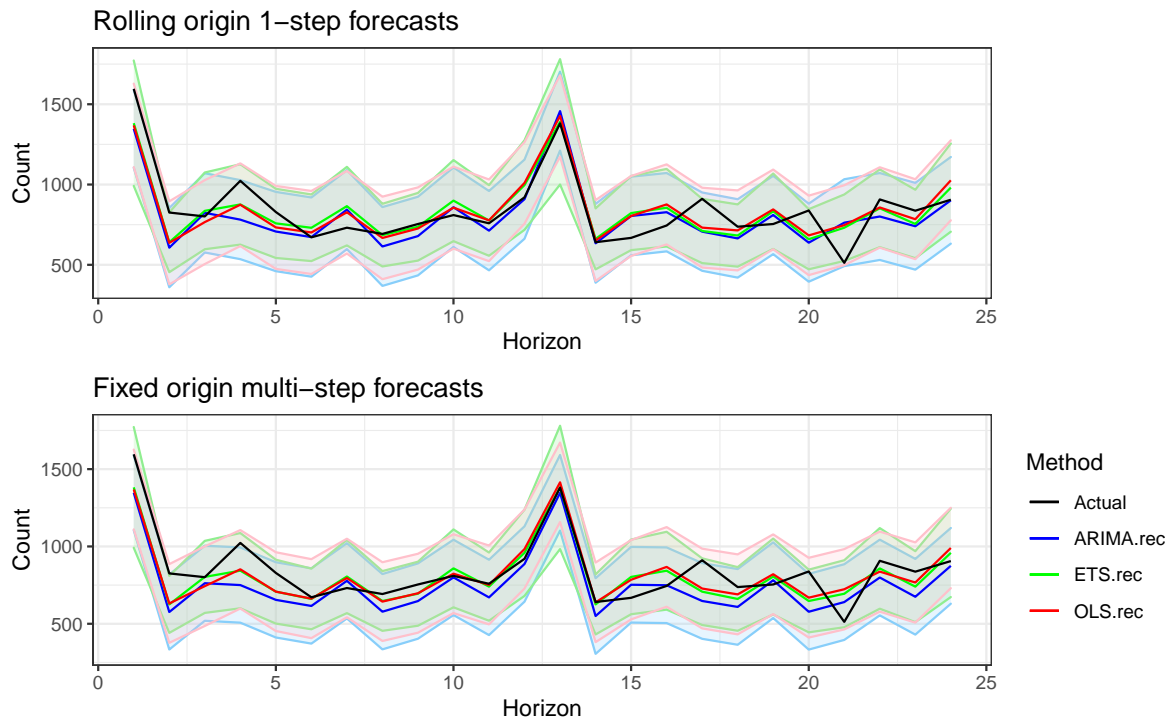 Rolling origin 1−step forecasts
1500
1000
500
Count
0 5 10 15 20 25
Horizon
Fixed origin multi−step forecasts
1500
1000
500
Count
0 5 10 15 20 25
Horizon
Method
Actual
ARIMA.rec
ETS.rec
OLS.rec